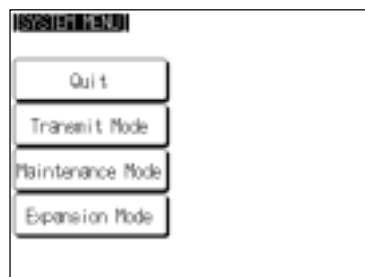 [SYSTEM MENU]
Quit
Transmit Mode
Maintenance Mode
Expansion Mode